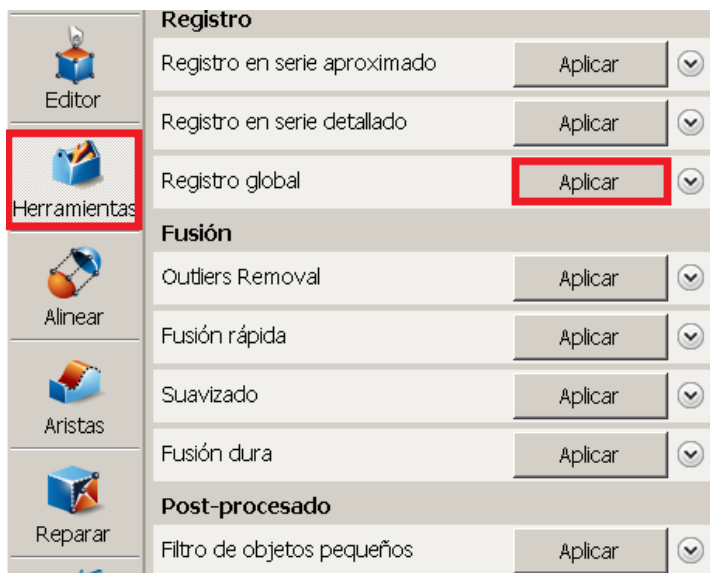 Registro
Registro en serie aproximado Aplicar
Editor
Registro en serie detallado Aplicar
Registro global Aplicar
Herramientas
Fusión
Outliers Removal Aplicar
Alinear
Fusión rápida Aplicar
Suavizado Aplicar
Aristas
Fusión dura Aplicar
Post-procesado
Reparar
Filtro de objetos pequeños Aplicar